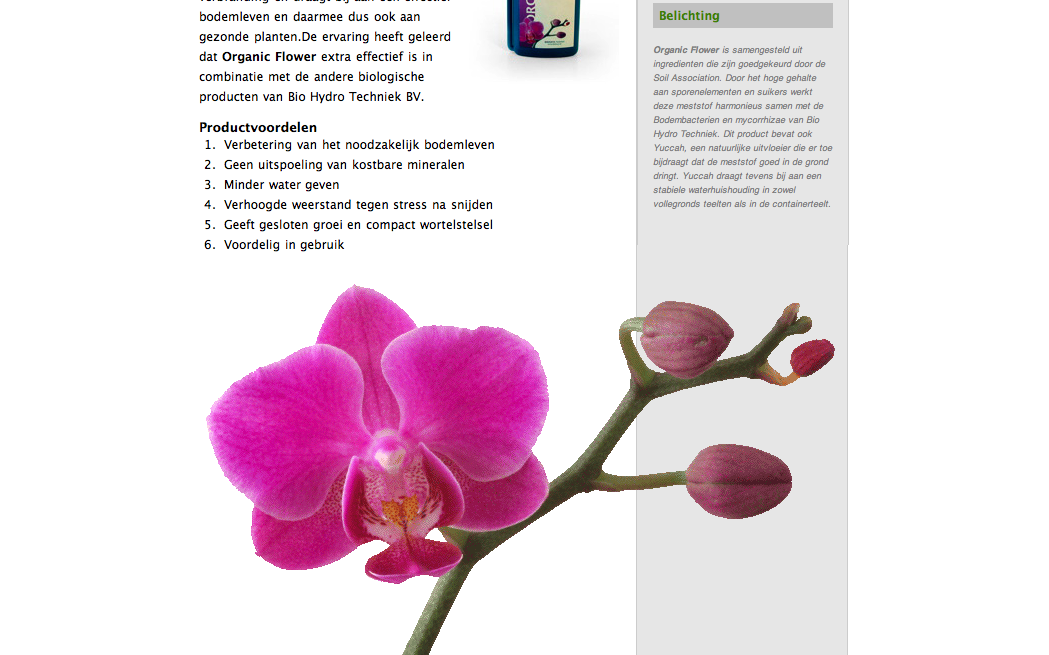 bodemleven en daarmee dus ook aan
gezonde planten.De ervaring heeft geleerd
dat Organic Flower extra effectief is in
combinatie met de andere biologische
producten van Bio Hydro Techniek BV.
Productvoordelen
1. Verbetering van het noodzakelijk bodemleven
2. Geen uitspoeling van kostbare mineralen
3. Minder water geven
4. Verhoogde weerstand tegen stress na snijden
5. Geeft gesloten groei en compact wortelstelsel
6. Voordelig in gebruik
Belichting
Organic Flower is samengesteld uit
ingredienten die zijn goedgekeurd door de
Soil Association. Door het hoge gehalte
aan sporenelementen en suikers werkt
deze meststof harmonieus samen met de
Bodembacterien en mycorrhizae van Bio
Hydro Techniek. Dit product bevat ook
Yuccah, een natuurlijke uitvloeier die er toe
bijdraagt dat de meststof goed in de grond
dringt. Yuccah draagt tevens bij aan een
stabiele waterhuishouding in zowel
vollegronds teelten als in de containerteelt.